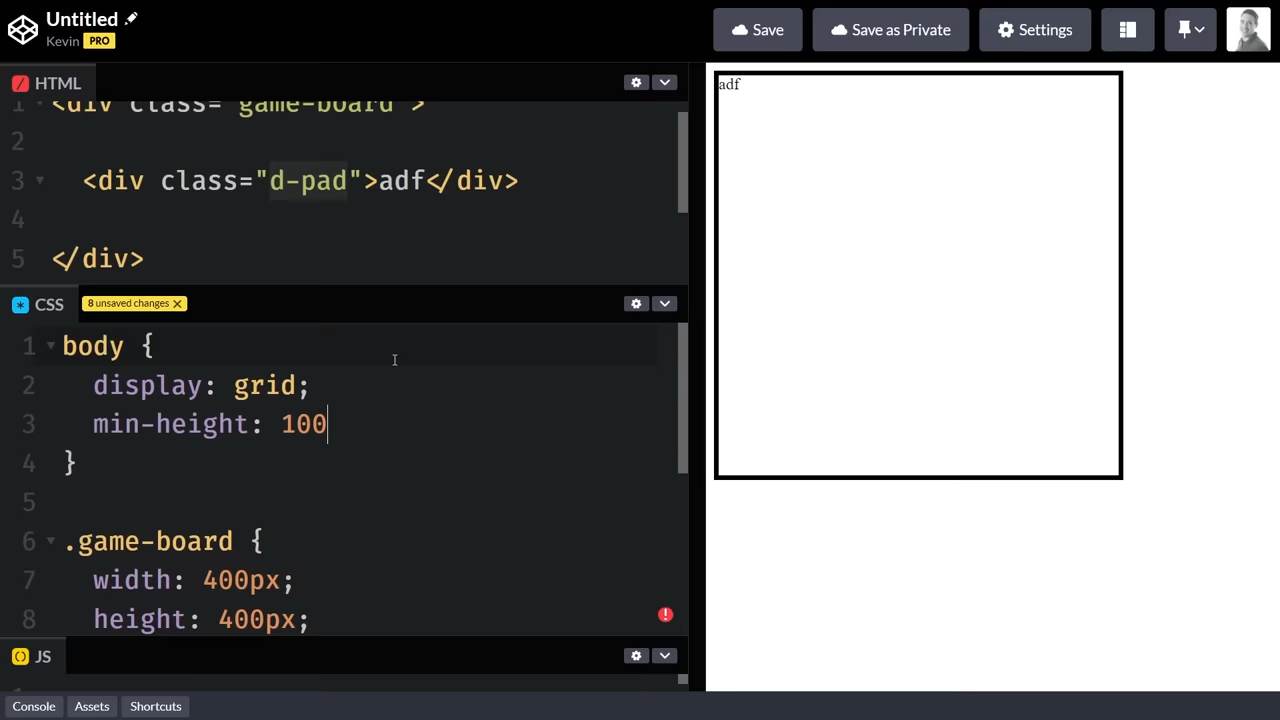 Untitled
Kevin PRO
Save
Save as Private
Settings
HTML
1 <div class="game-board">
2
3 <div class="d-pad">adf</div>
4
5 </div>
CSS 8 unsaved changes
1 body {
2 display: grid;
3 min-height: 100
4 }
5
6 .game-board {
7 width: 400px;
8 height: 400px;
JS
1
Console
Assets
Shortcuts
adf